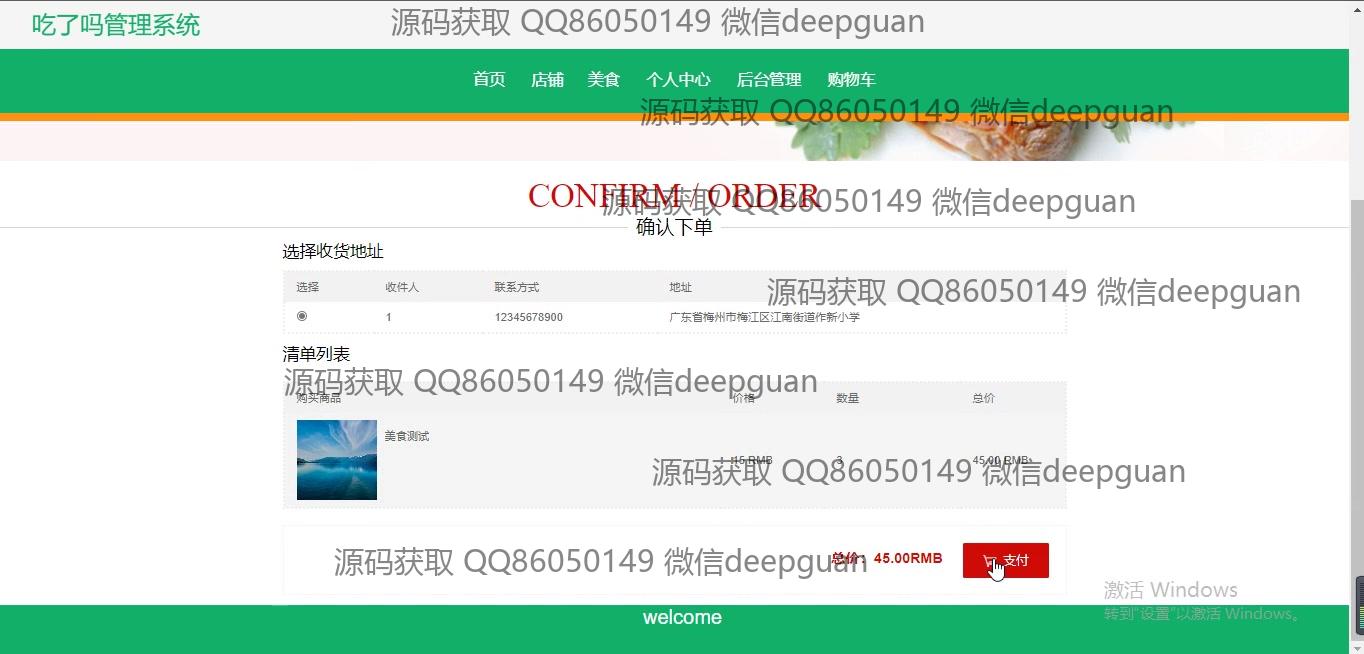 吃了吗管理系统
源码获取 QQ86050149 微信deepguan
首页 店铺 美食 个人中心 后台管理 购物车
源码获取 QQ86050149 微信deepguan
CONFIRM / ORDER
源码获取 QQ86050149 微信deepguan
确认下单
选择收货地址
选择 收件人 联系方式 地址
源码获取 QQ86050149 微信deepguan
1 12345678900 广东省梅州市梅江区江南街道作新小学
清单列表
源码获取 QQ86050149 微信deepguan
购买商品 价格 数量 总价
美食测试
15 RMB 3 45.00 RMB
源码获取 QQ86050149 微信deepguan
总价：45.00RMB 支付
源码获取 QQ86050149 微信deepguan
激活 Windows
转到"设置"以激活 Windows。
welcome